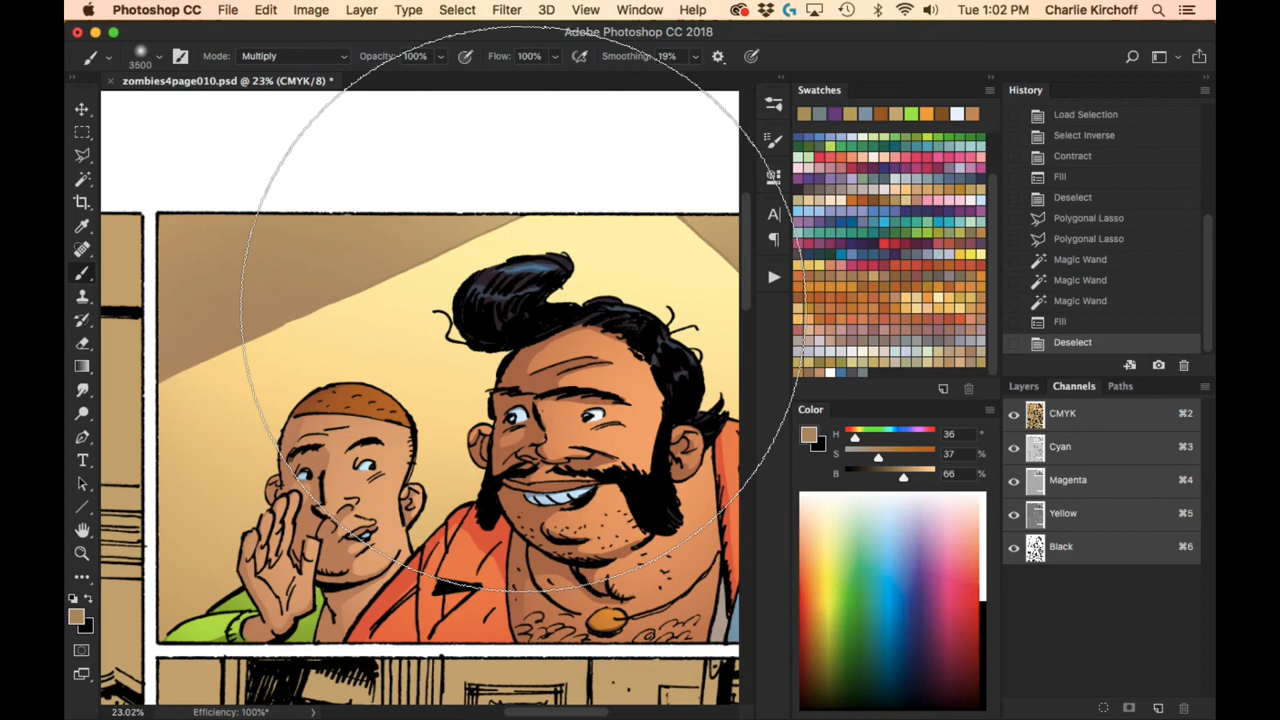 Photoshop CC File Edit Image Layer Type Select Filter 3D View Window Help Tue 1:02 PM Charlie Kirchoff
Adobe Photoshop CC 2018
3500 Mode: Multiply Opacity: 100% Flow: 100% Smoothing: 19%
zombies4page010.psd @ 23% (CMYK/8) *
Swatches
History
Load Selection
Select Inverse
Contract
Fill
Deselect
Polygonal Lasso
Polygonal Lasso
Magic Wand
Magic Wand
Magic Wand
Fill
Deselect
Layers Channels Paths
CMYK ⌘2
Cyan ⌘3
Magenta ⌘4
Yellow ⌘5
Black ⌘6
Color
H 36 °
S 37 %
B 66 %
23.02% Efficiency: 100%*